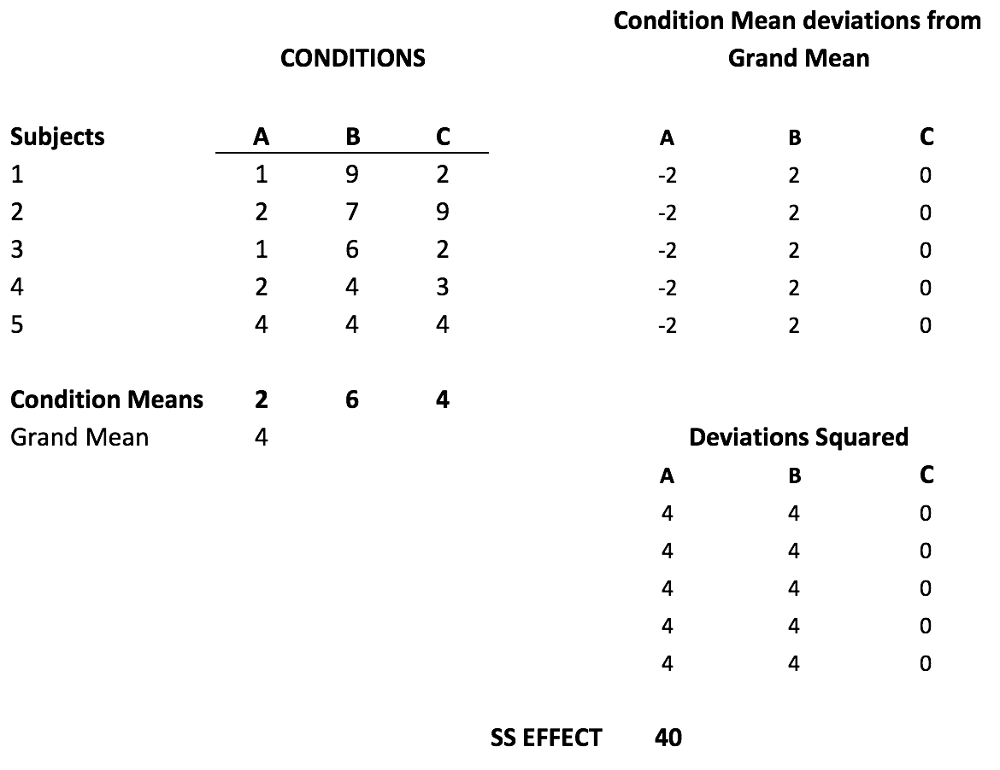 Condition Mean deviations from
CONDITIONS Grand Mean
Subjects A B C A B C
1 1 9 2 -2 2 0
2 2 7 9 -2 2 0
3 1 6 2 -2 2 0
4 2 4 3 -2 2 0
5 4 4 4 -2 2 0
Condition Means 2 6 4
Grand Mean 4 Deviations Squared
A B C
4 4 0
4 4 0
4 4 0
4 4 0
4 4 0
SS EFFECT 40